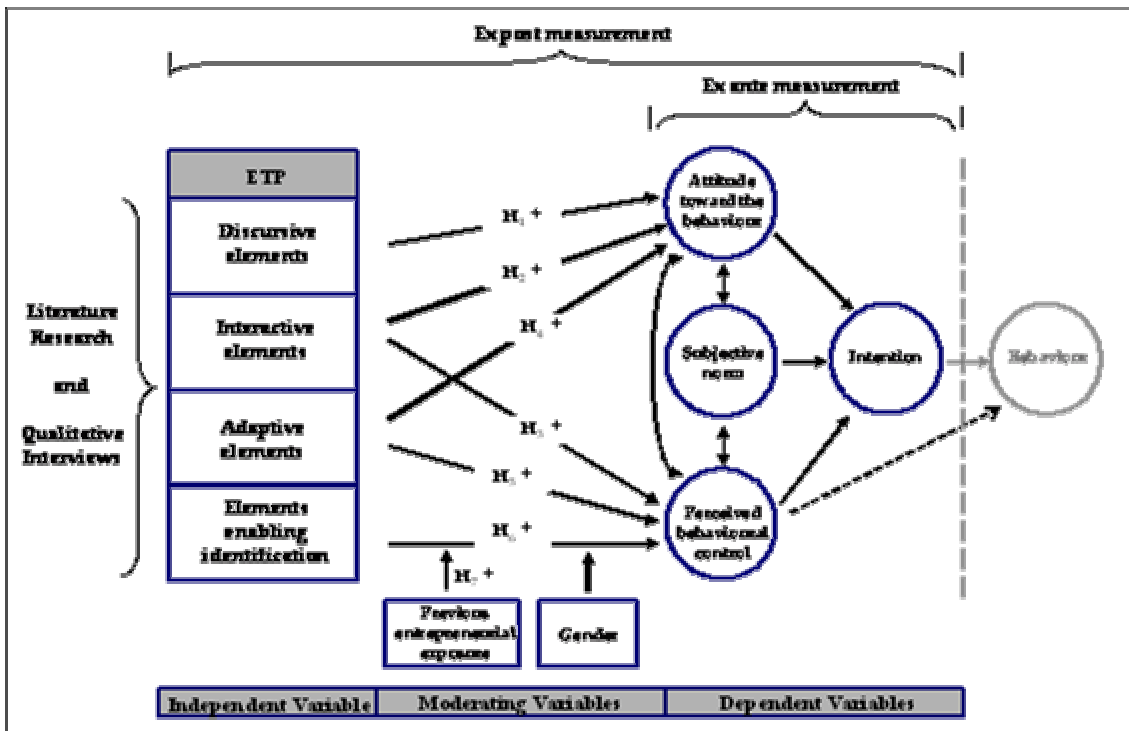 Ex post measurement
Ex ante measurement
ETP
Discursive
elements
Interactive
elements
Adaptive
elements
Elements
enabling
identification
Literature
Research
and
Qualitative
Interviews
H₁ +
H₂ +
H₄ +
H₃ +
H₅ +
H₆ +
H₇ +
Attitude
toward the
behaviour
Subjective
norm
Perceived
behavioural
control
Intention
Behaviour
Previous
entrepreneurial
exposure
Gender
Independent Variable
Moderating Variables
Dependent Variables